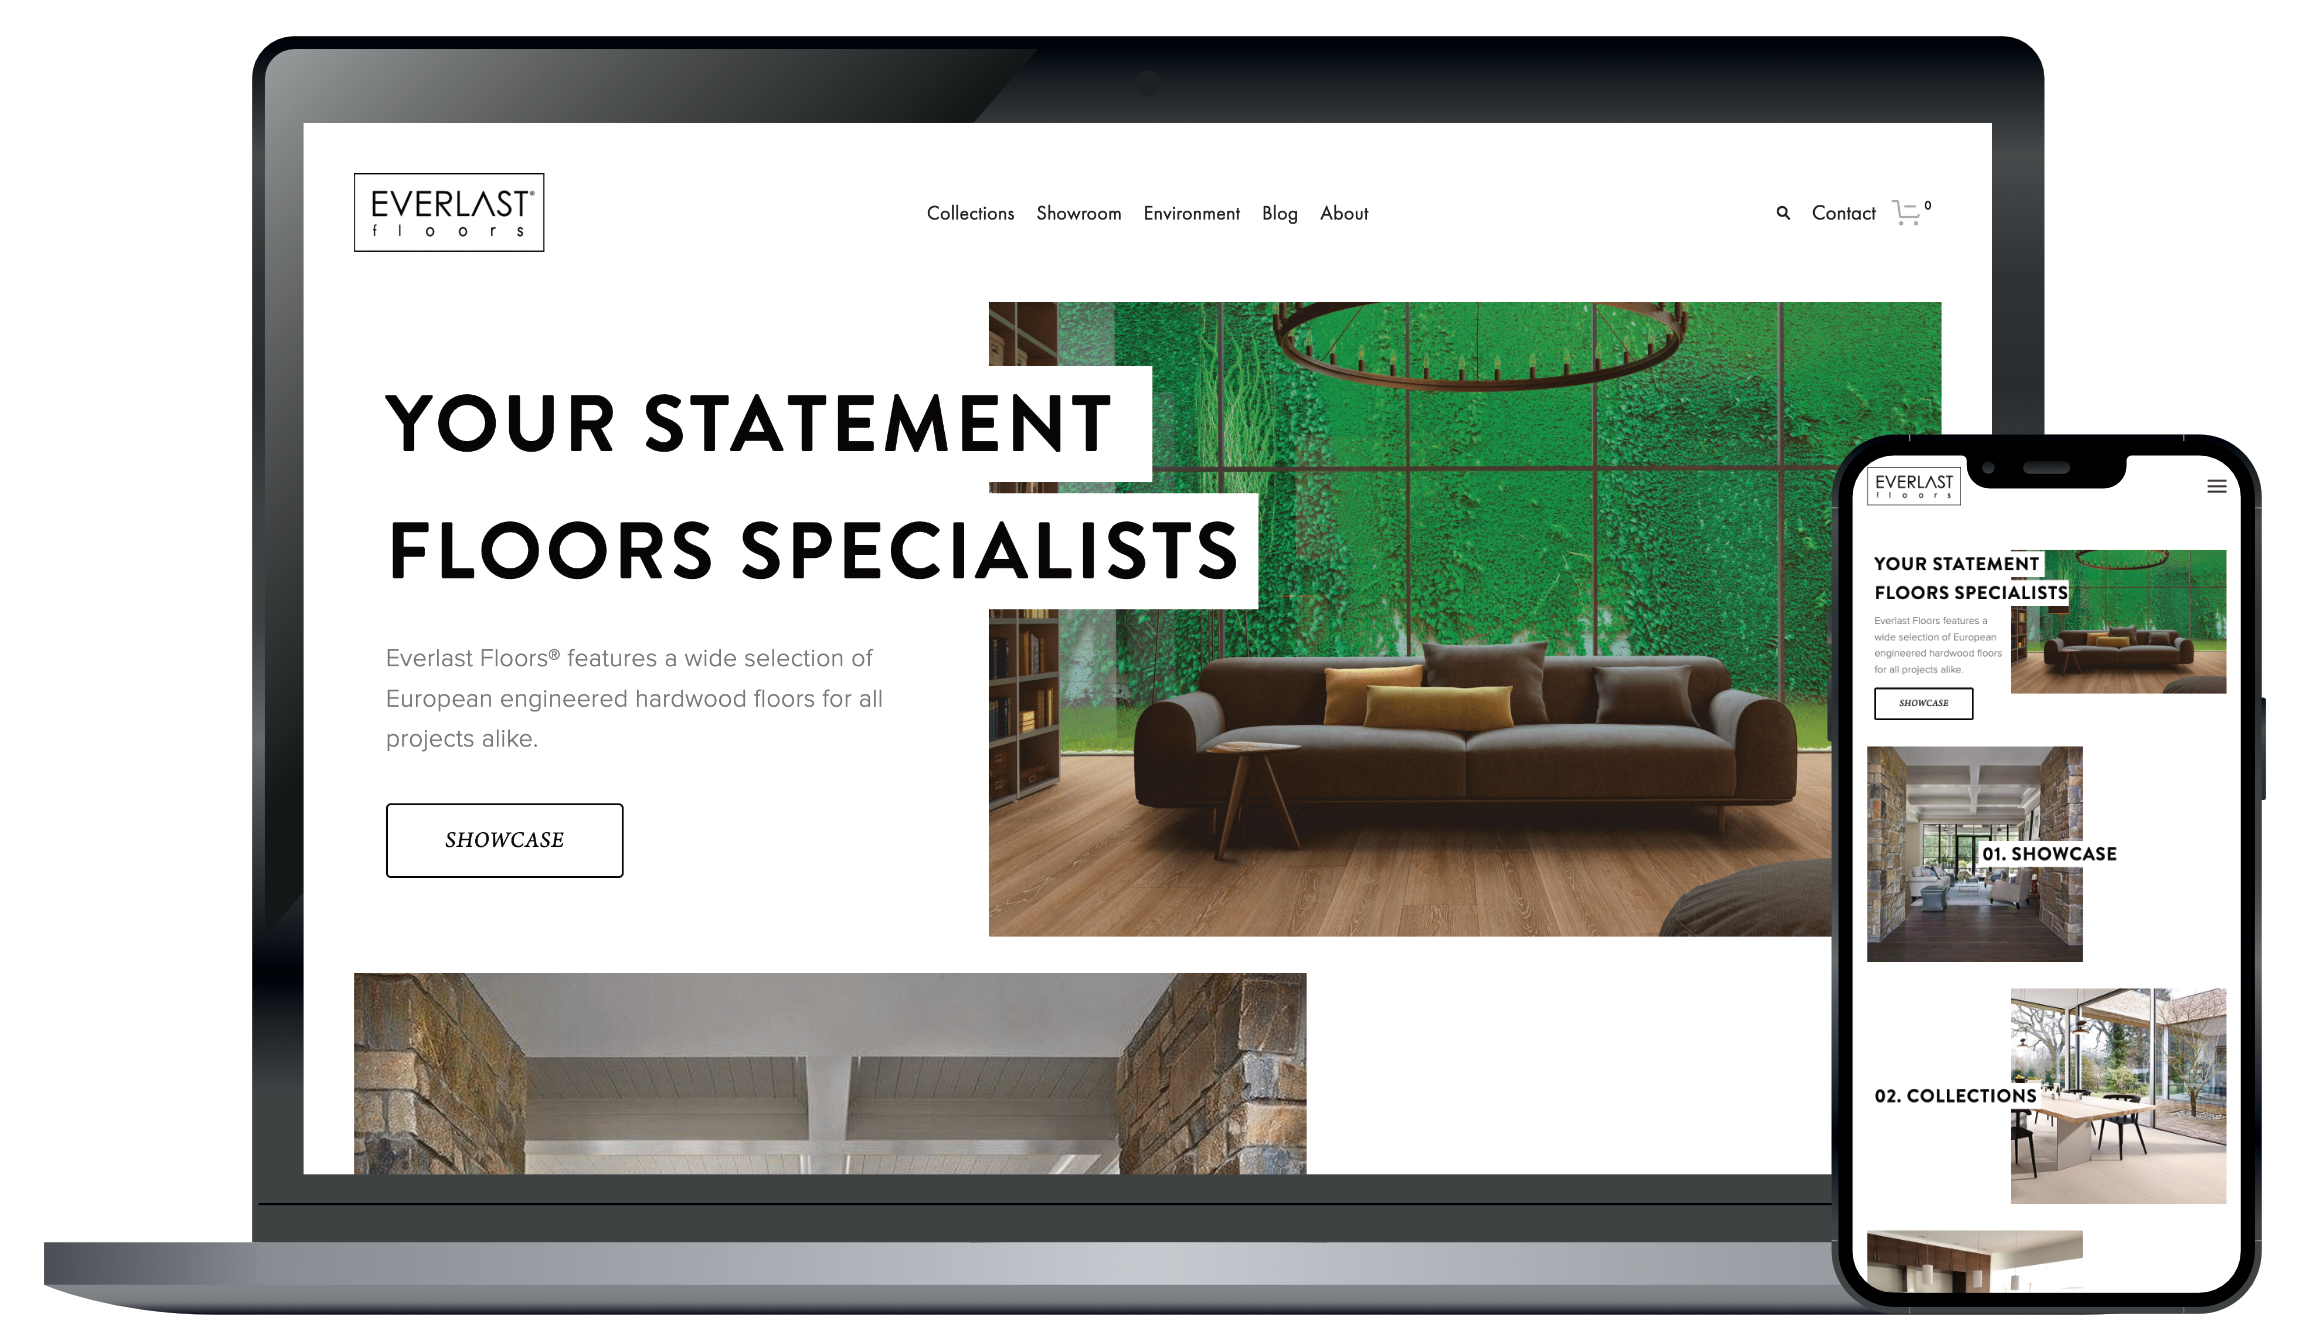 EVERLAST®
floors
Collections Showroom Environment Blog About
Contact 0
YOUR STATEMENT
FLOORS SPECIALISTS
Everlast Floors® features a wide selection of
European engineered hardwood floors for all
projects alike.
SHOWCASE
EVERLAST
floors
YOUR STATEMENT
FLOORS SPECIALISTS
Everlast Floors features a
wide selection of European
engineered hardwood floors
for all projects alike.
SHOWCASE
01. SHOWCASE
02. COLLECTIONS